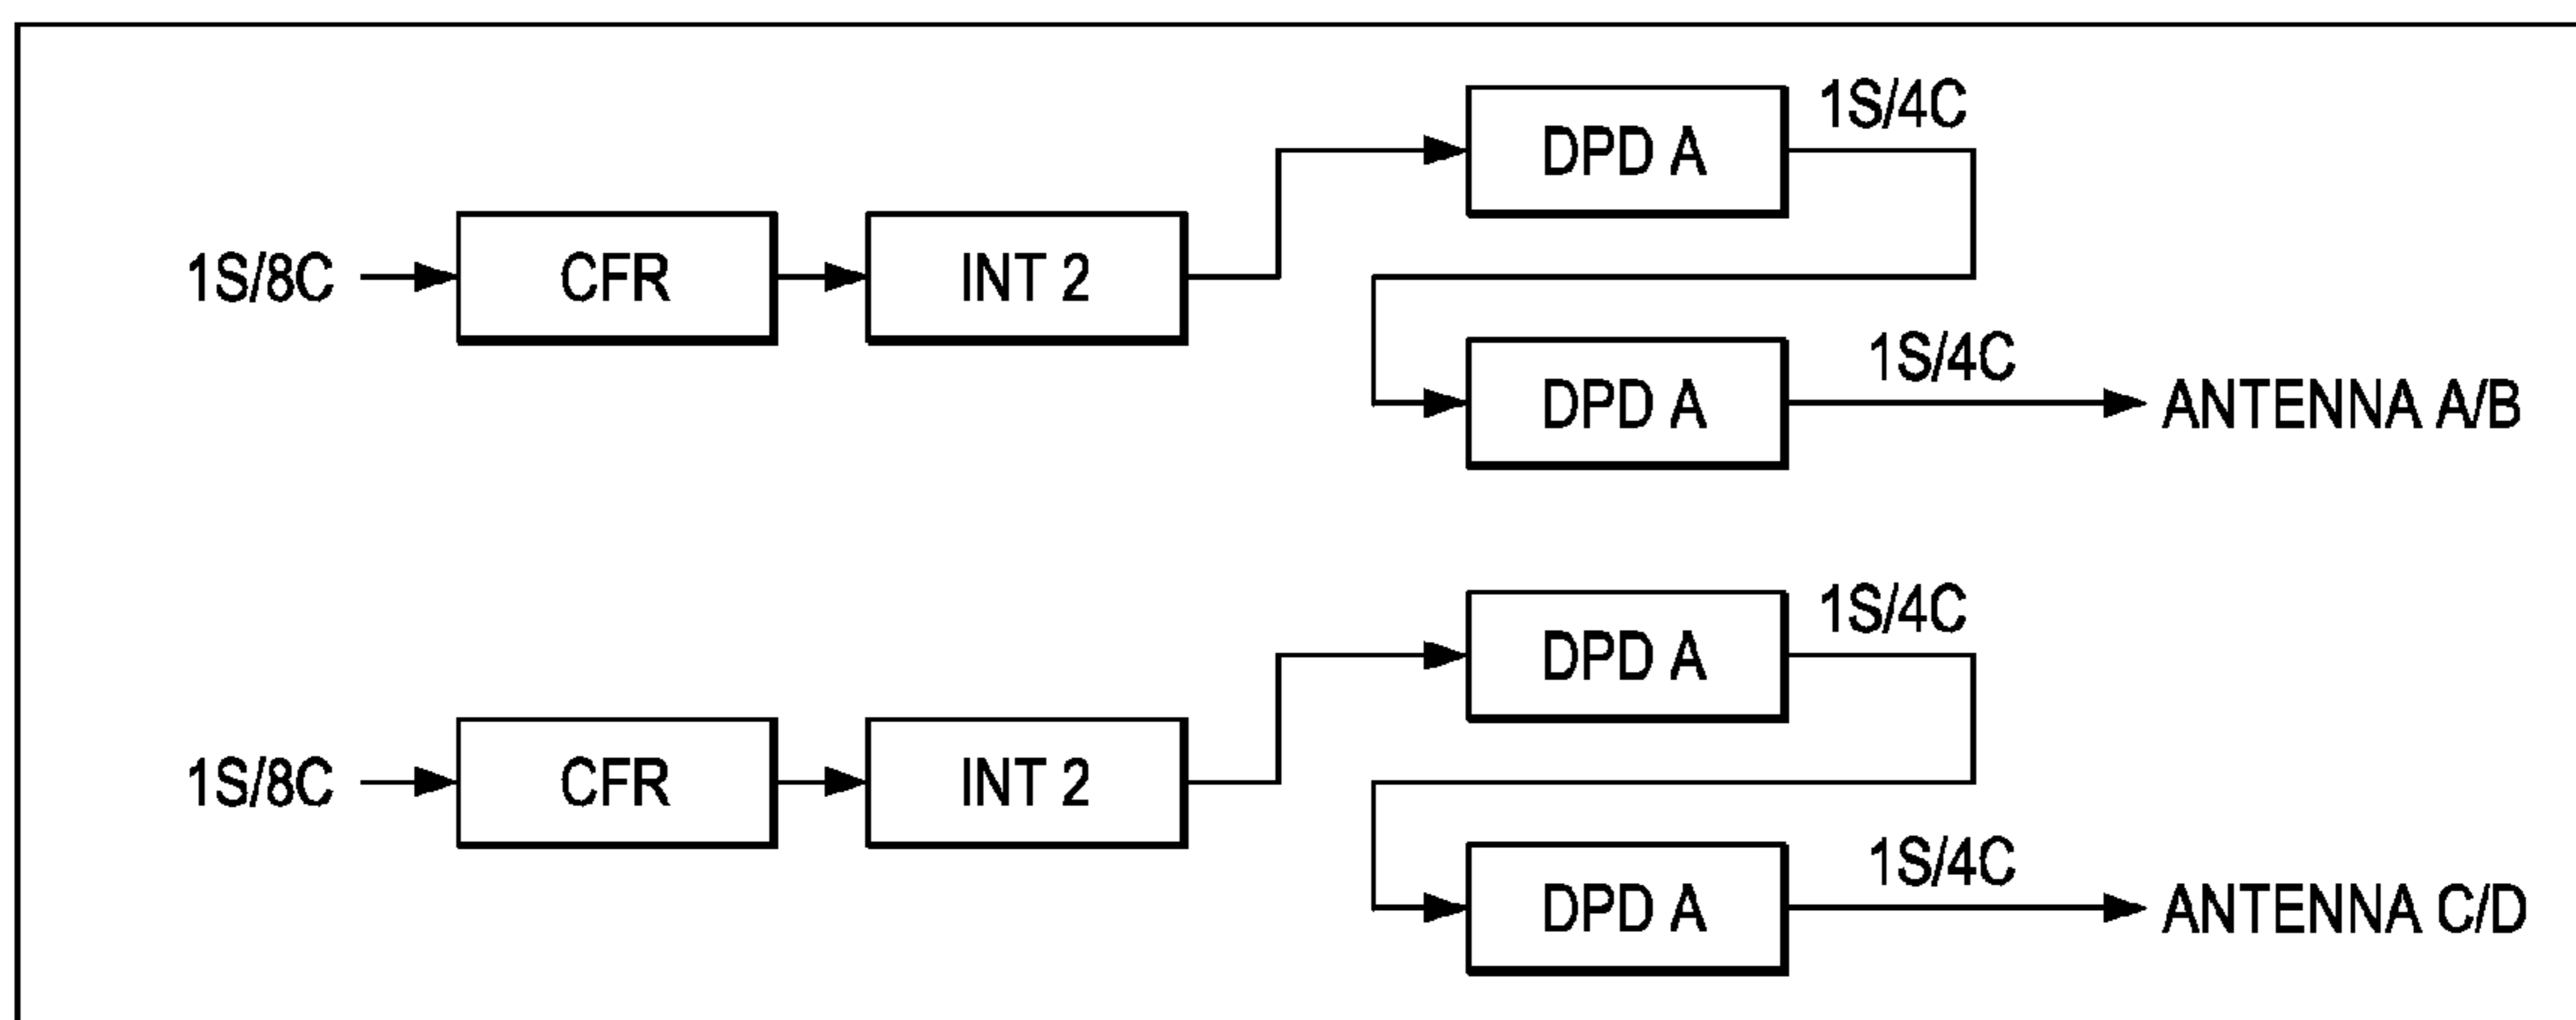 1S/4C
DPD A
1S/8C
CFR
INT 2
1S/4C
DPD A
ANTENNA A/B
1S/4C
DPD A
1S/8C
CFR
INT 2
1S/4C
DPD A
ANTENNA C/D